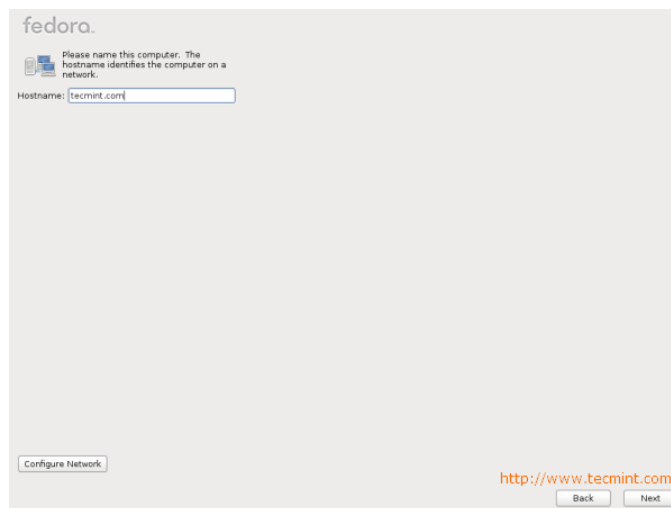 fedora.
Please name this computer. The
hostname identifies the computer on a
network.
Hostname: tecmint.com
Configure Network
http://www.tecmint.com
Back Next